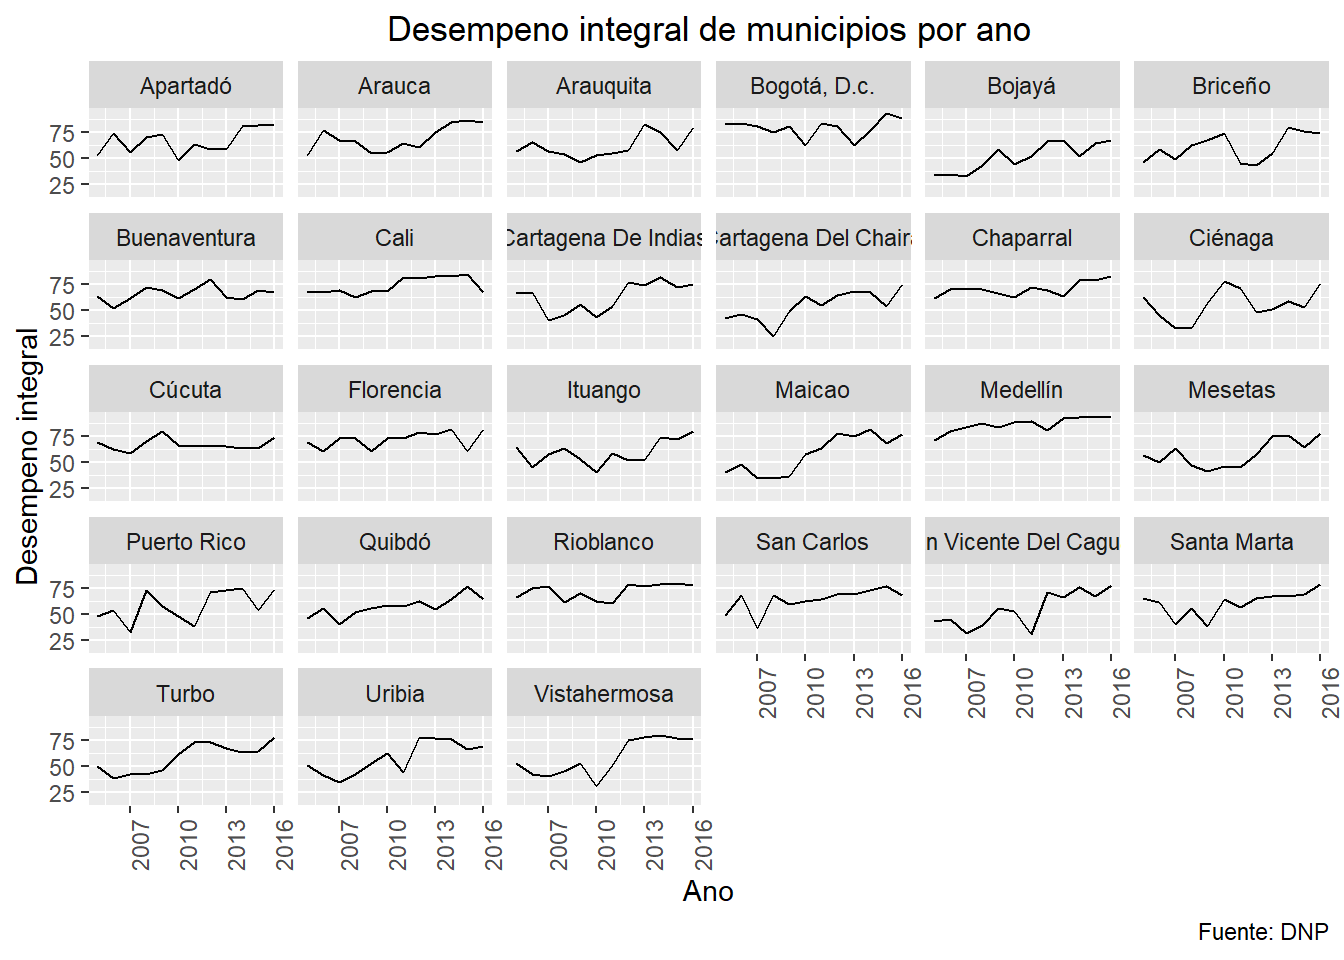 Desempeno integral de municipios por ano
Apartadó
Arauca
Arauquita
Bogotá, D.c.
Bojayá
Briceño
75
50
25
Buenaventura
Cali
Cartagena De Indias
Cartagena Del Chaira
Chaparral
Ciénaga
75
50
25
Cúcuta
Florencia
Ituango
Maicao
Medellín
Mesetas
75
50
25
Puerto Rico
Quibdó
Rioblanco
San Carlos
n Vicente Del Cagu
Santa Marta
75
50
25
2007
2010
2013
2016
2007
2010
2013
2016
2007
2010
2013
2016
Turbo
Uribia
Vistahermosa
75
50
25
2007
2010
2013
2016
2007
2010
2013
2016
2007
2010
2013
2016
Desempeno integral
Ano
Fuente: DNP